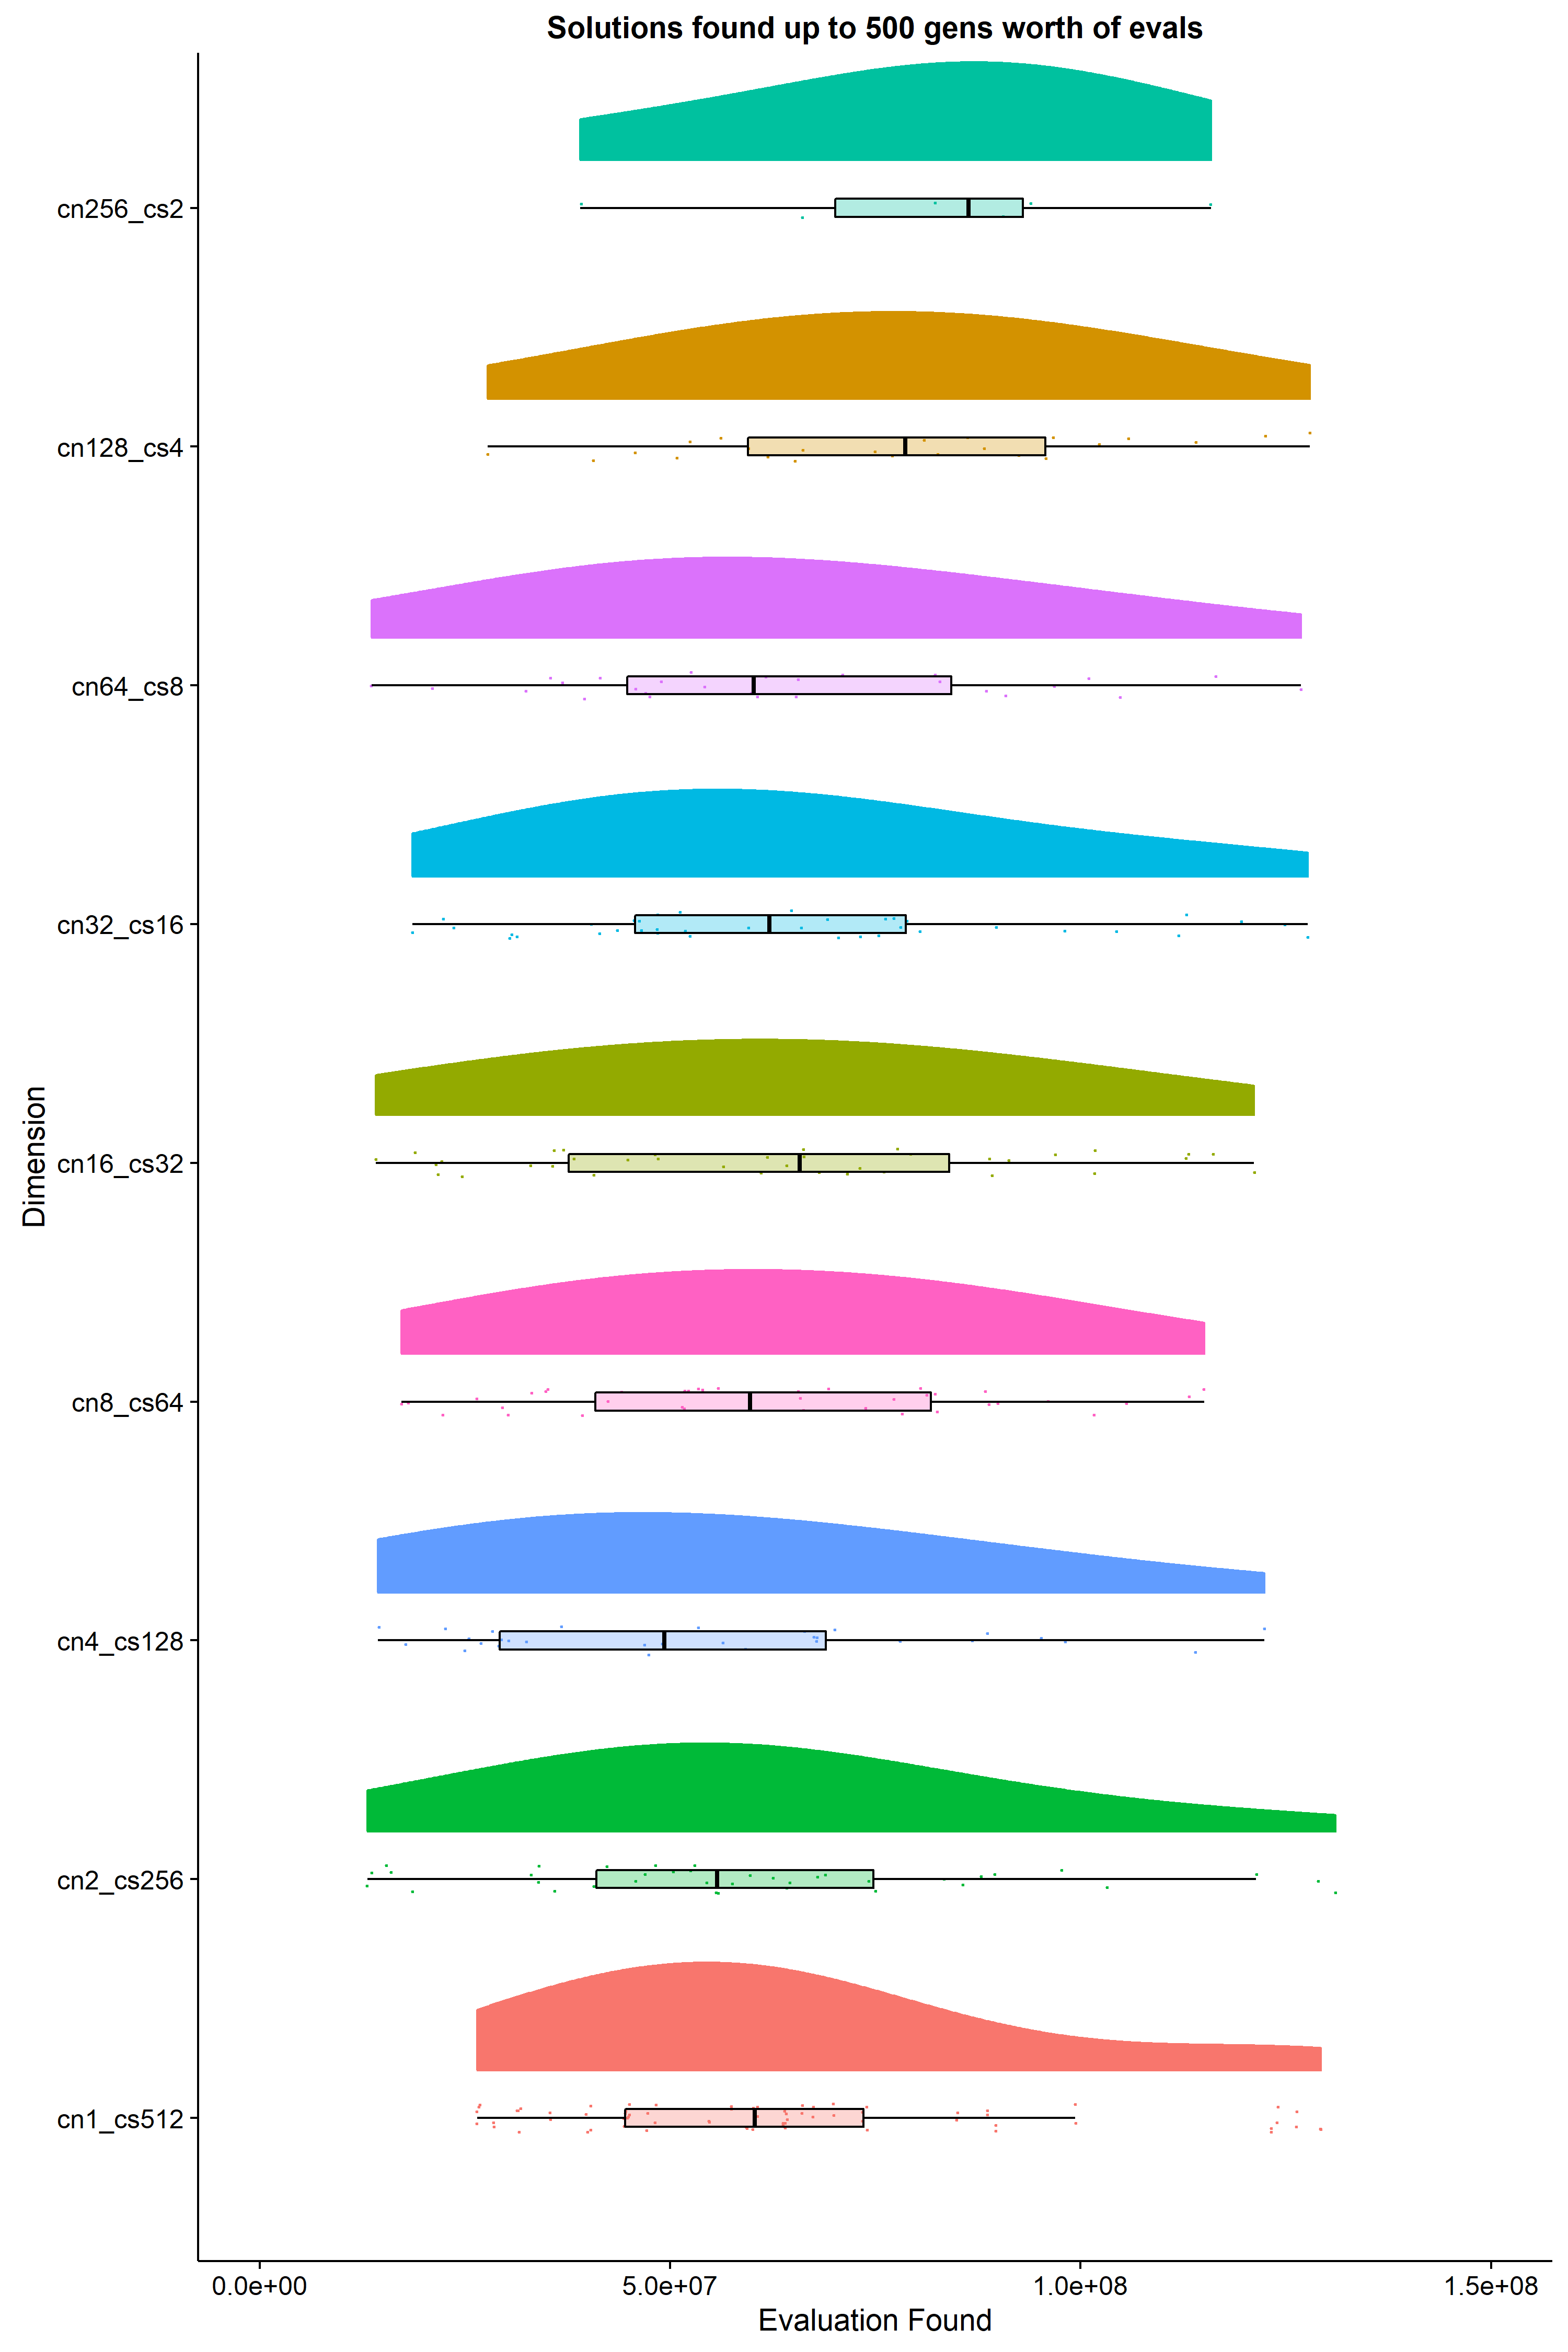 Solutions found up to 500 gens worth of evals
cn256_cs2
cn128_cs4
cn64_cs8
cn32_cs16
cn16_cs32
cn8_cs64
cn4_cs128
cn2_cs256
cn1_cs512
Dimension
0.0e+00 5.0e+07 1.0e+08 1.5e+08
Evaluation Found